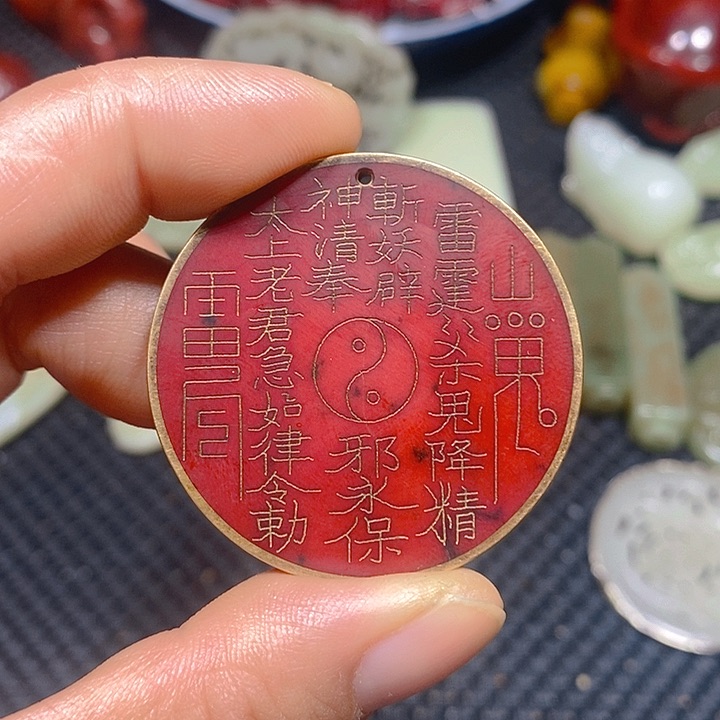 雷霆殺鬼降精
斬妖辟
邪永保
神清奉
太上老君急如律令勅